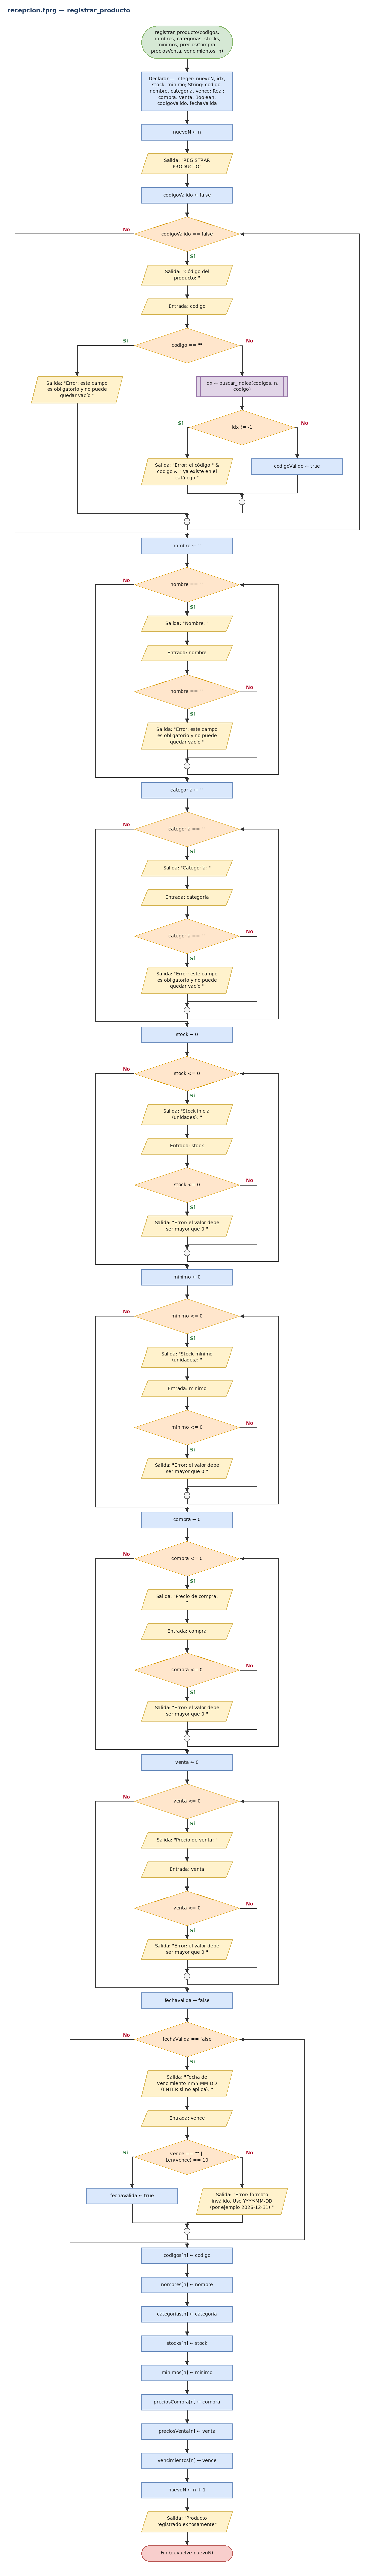 recepcion.fprg — registrar_producto
registrar_producto(codigos,
nombres, categorias, stocks,
minimos, preciosCompra,
preciosVenta, vencimientos, n)
Declarar — Integer: nuevoN, idx,
stock, minimo; String: codigo,
nombre, categoria, vence; Real:
compra, venta; Boolean:
codigoValido, fechaValida
nuevoN ← n
Salida: "REGISTRAR
PRODUCTO"
codigoValido ← false
codigoValido == false
No
Sí
Salida: "Código del
producto: "
Entrada: codigo
codigo == ""
Sí
No
Salida: "Error: este campo
es obligatorio y no puede
quedar vacío."
idx ← buscar_indice(codigos, n,
codigo)
idx != -1
Sí
No
Salida: "Error: el código " &
codigo & " ya existe en el
catálogo."
codigoValido ← true
nombre ← ""
nombre == ""
No
Sí
Salida: "Nombre: "
Entrada: nombre
nombre == ""
No
Sí
Salida: "Error: este campo
es obligatorio y no puede
quedar vacío."
categoria ← ""
categoria == ""
No
Sí
Salida: "Categoría: "
Entrada: categoria
categoria == ""
No
Sí
Salida: "Error: este campo
es obligatorio y no puede
quedar vacío."
stock ← 0
stock <= 0
No
Sí
Salida: "Stock inicial
(unidades): "
Entrada: stock
stock <= 0
No
Sí
Salida: "Error: el valor debe
ser mayor que 0."
minimo ← 0
minimo <= 0
No
Sí
Salida: "Stock mínimo
(unidades): "
Entrada: minimo
minimo <= 0
No
Sí
Salida: "Error: el valor debe
ser mayor que 0."
compra ← 0
compra <= 0
No
Sí
Salida: "Precio de compra:
"
Entrada: compra
compra <= 0
No
Sí
Salida: "Error: el valor debe
ser mayor que 0."
venta ← 0
venta <= 0
No
Sí
Salida: "Precio de venta: "
Entrada: venta
venta <= 0
No
Sí
Salida: "Error: el valor debe
ser mayor que 0."
fechaValida ← false
fechaValida == false
No
Sí
Salida: "Fecha de
vencimiento YYYY-MM-DD
(ENTER si no aplica): "
Entrada: vence
vence == "" ||
Len(vence) == 10
Sí
No
fechaValida ← true
Salida: "Error: formato
inválido. Use YYYY-MM-DD
(por ejemplo 2026-12-31)."
codigos[n] ← codigo
nombres[n] ← nombre
categorias[n] ← categoria
stocks[n] ← stock
minimos[n] ← minimo
preciosCompra[n] ← compra
preciosVenta[n] ← venta
vencimientos[n] ← vence
nuevoN ← n + 1
Salida: "Producto
registrado exitosamente"
Fin (devuelve nuevoN)